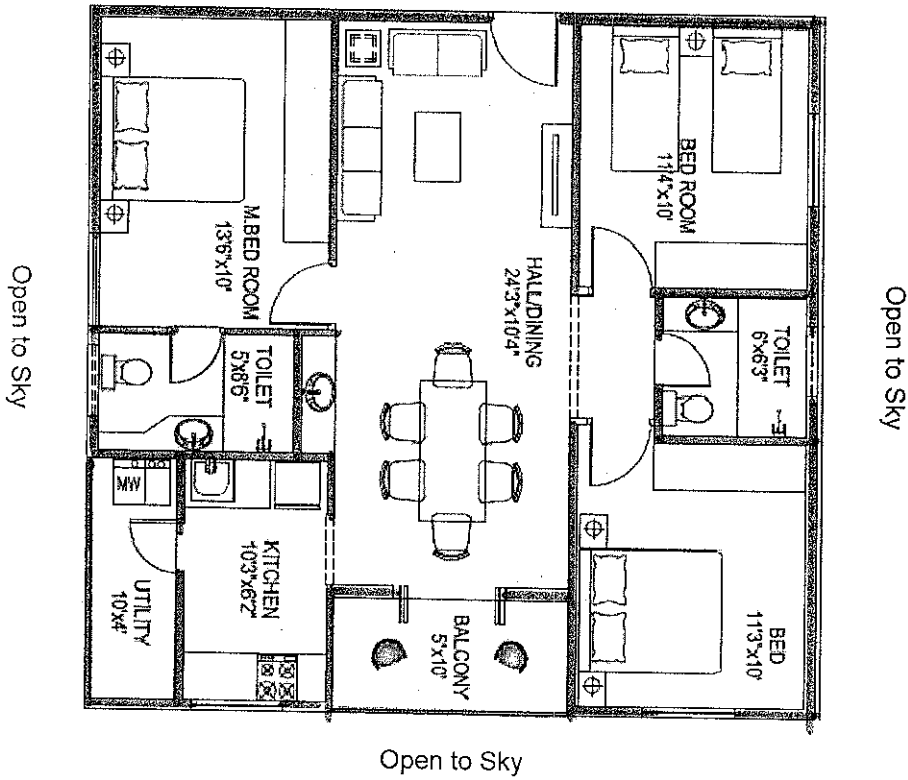 BED ROOM
11'4"x10'
HALL/DINING
24'3"x10'4"
M.BED ROOM
13'6"x10'
TOILET
6'x6'3"
TOILET
5'x8'6"
MW
KITCHEN
10'3"x6'2"
UTILITY
10'x4'
BALCONY
5'x10'
BED
11'3"x10'
Open to Sky
Open to Sky
Open to Sky